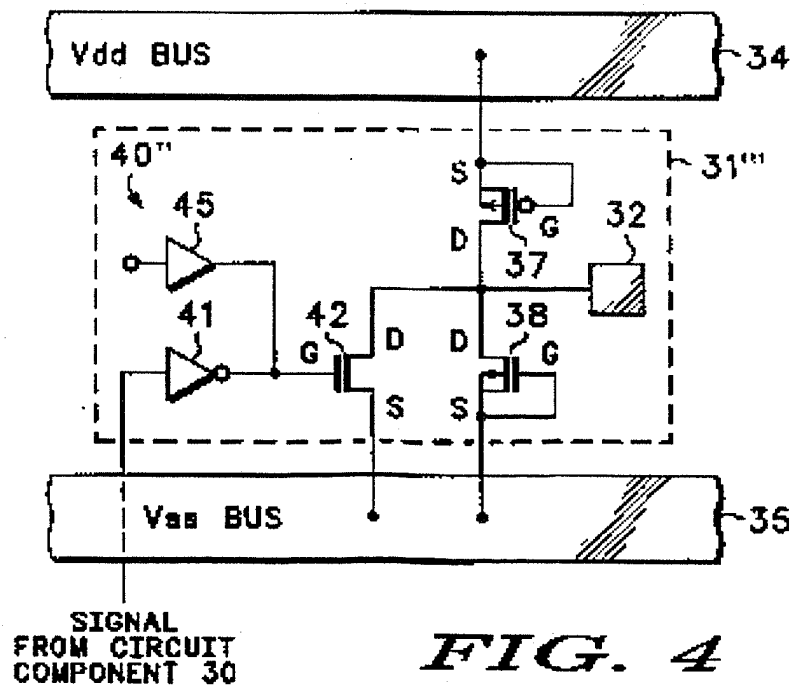 Vdd BUS
34
40"
31""
S
45
G
32
D
37
41
42
38
G
D
D
G
S
S
Vss BUS
35
SIGNAL
FROM CIRCUIT
COMPONENT 30
FIG. 4